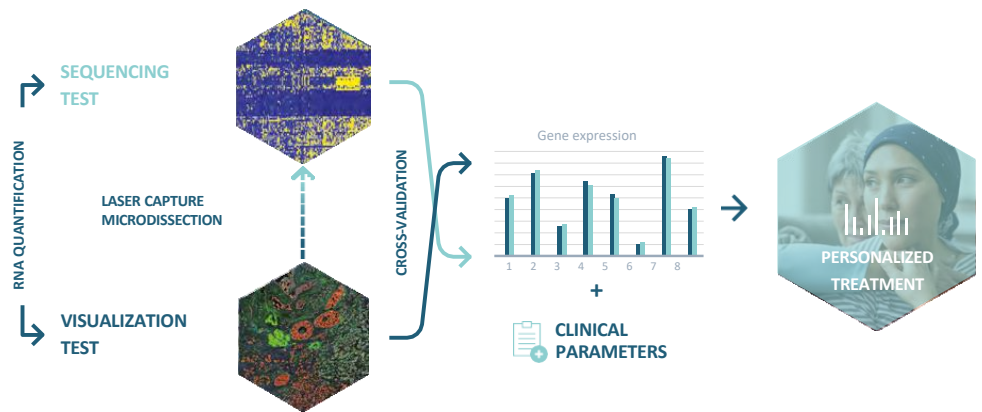 RNA QUANTIFICATION
SEQUENCING
TEST
LASER CAPTURE
MICRODISSECTION
VISUALIZATION
TEST
CROSS-VALIDATION
Gene expression
1 2 3 4 5 6 7 8
+
CLINICAL
PARAMETERS
PERSONALIZED
TREATMENT